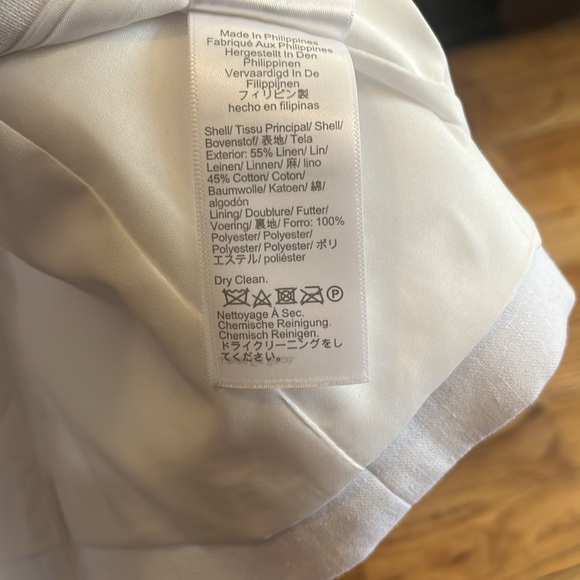 Made In Philippines
Fabriqué Aux Philippines
Hergestellt In Den
Philippinen
Vervaardigd In De
Filippijnen
フィリピン製
hecho en filipinas
Shell/ Tissu Principal/ Shell/
Bovenstof/ 表地/ Tela
Exterior: 55% Linen/ Lin/
Leinen/ Linnen/ 麻/ lino
45% Cotton/ Coton/
Baumwolle/ Katoen/ 綿/
algodón
Lining/ Doublure/ Futter/
Voering/ 裏地/ Forro: 100%
Polyester/ Polyester/
Polyester/ Polyester/ ポリ
エステル/ poliéster
Dry Clean.
P
Nettoyage À Sec.
Chemische Reinigung.
Chemisch Reinigen.
ドライクリーニングをし
てください。